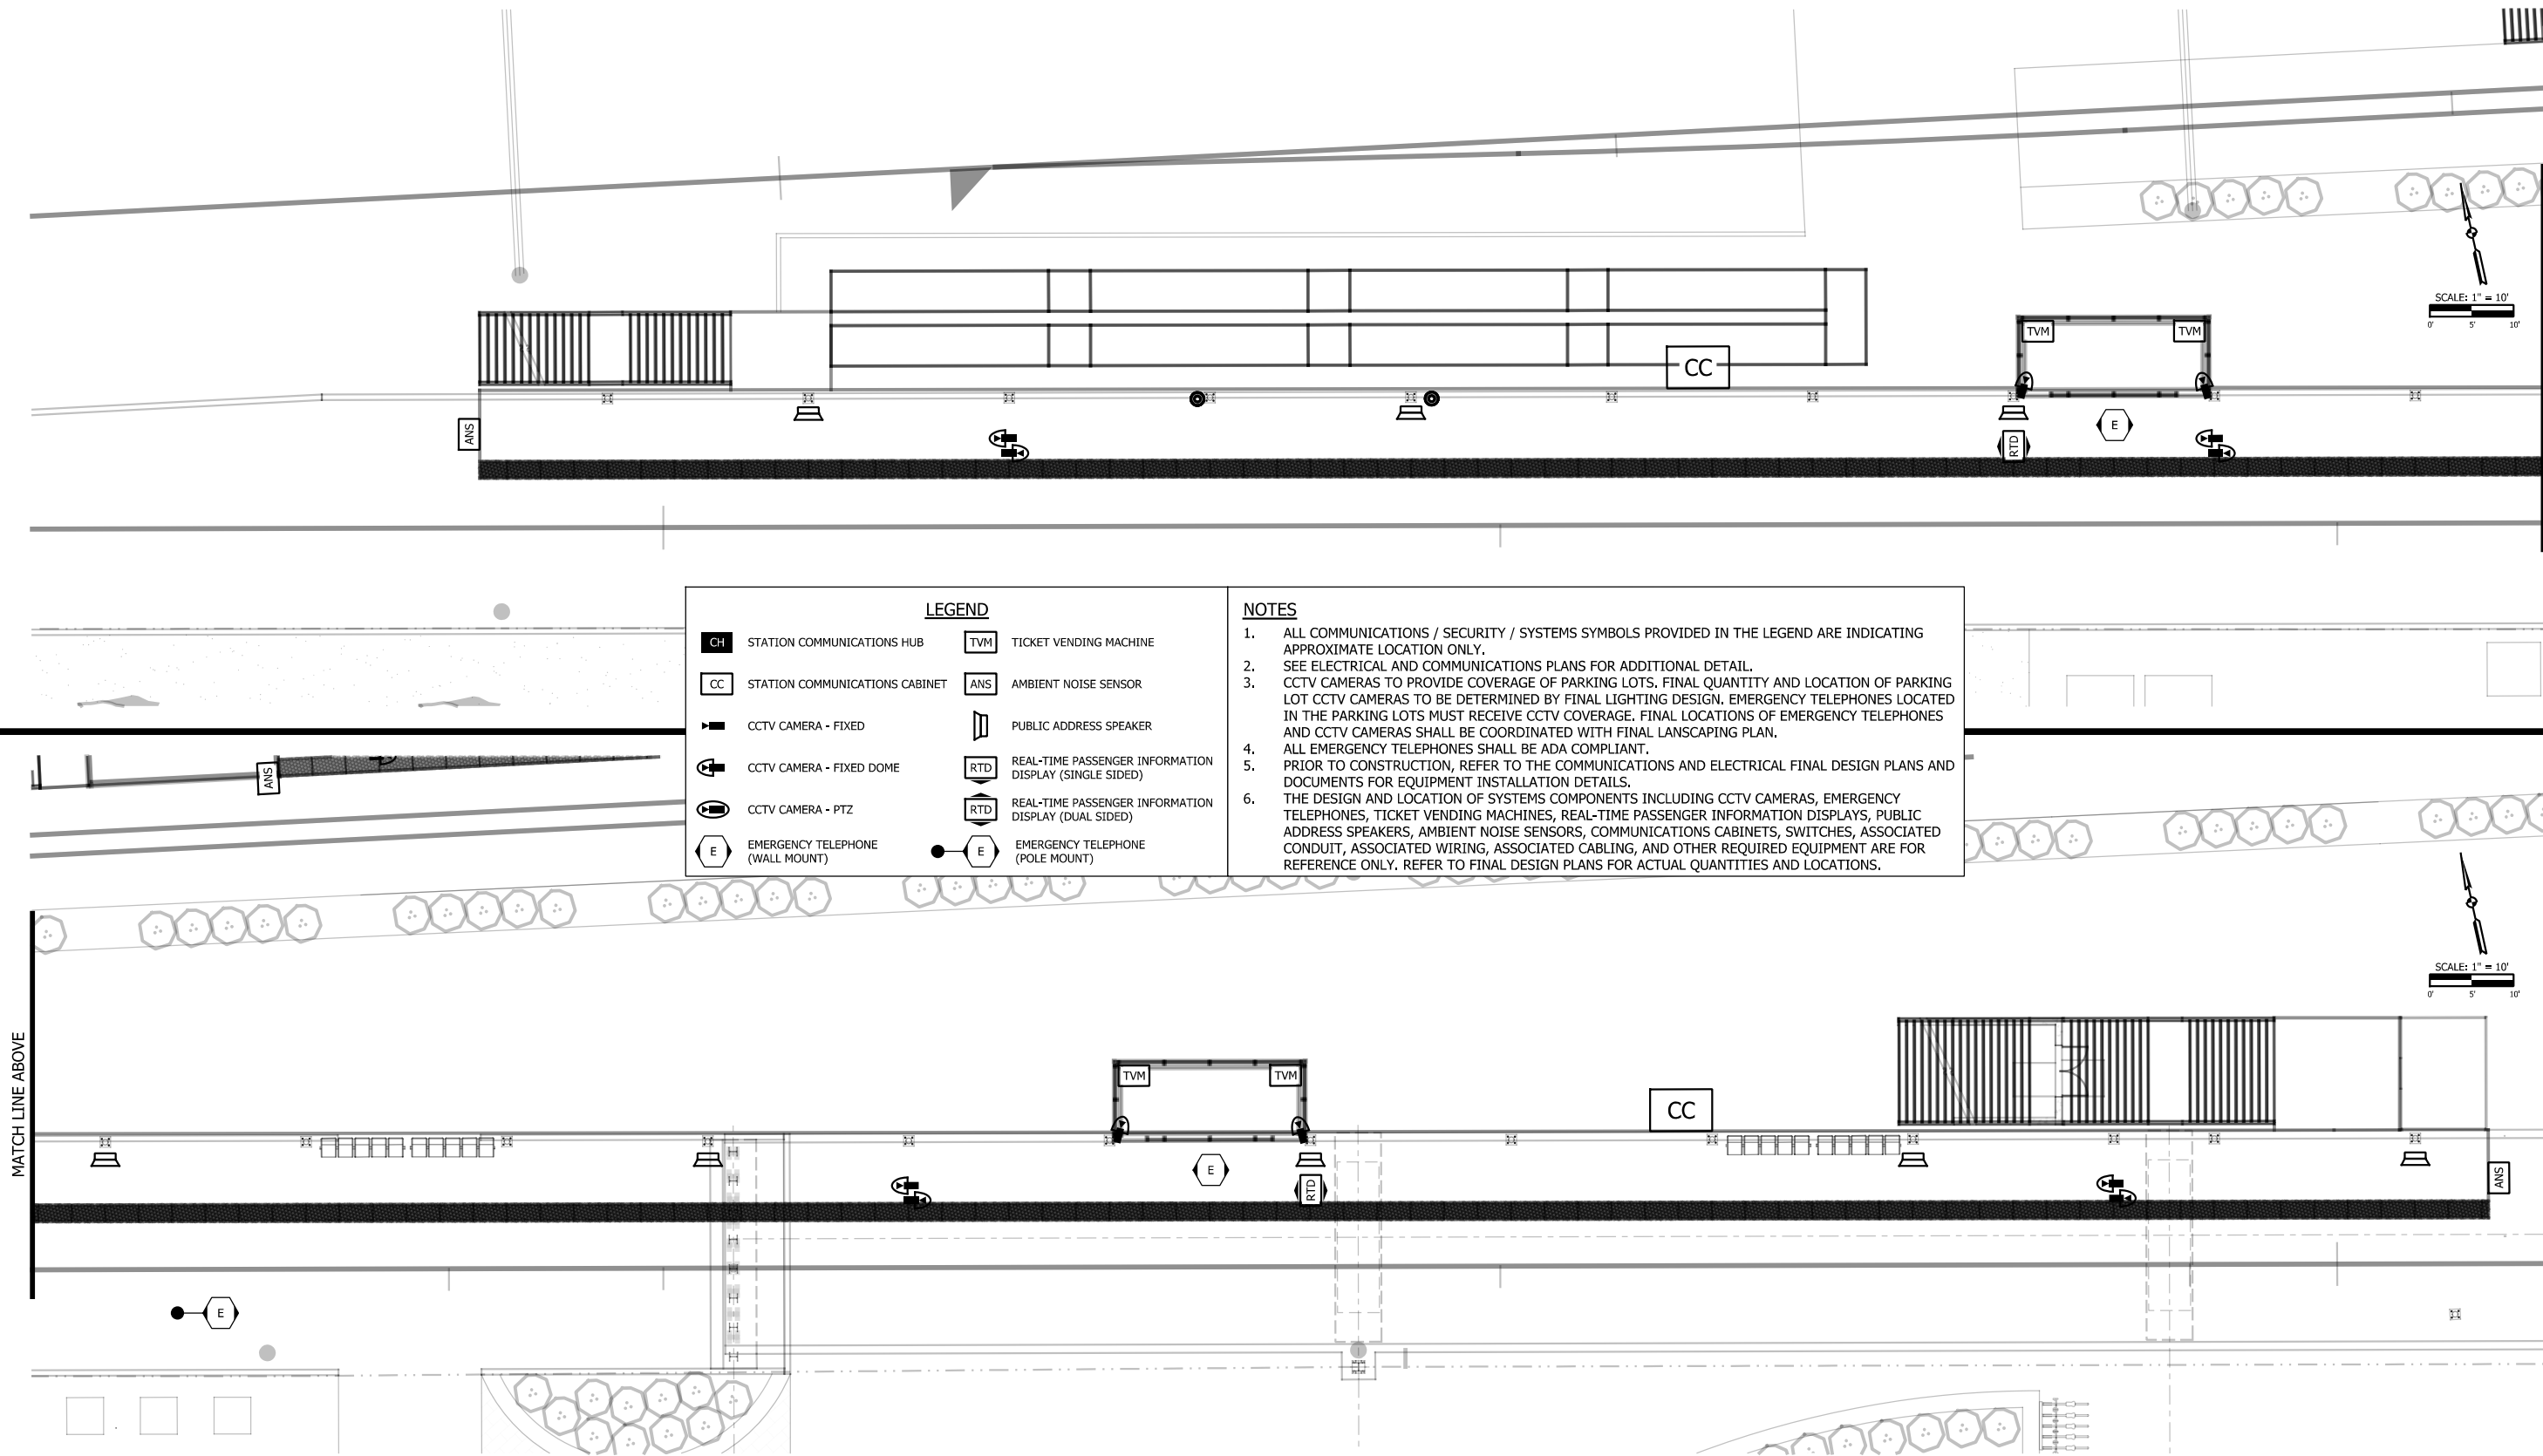 SCALE: 1" = 10'
0' 5' 10'
TVM TVM
CC
ANS
E
RTD
LEGEND
CH STATION COMMUNICATIONS HUB
TVM TICKET VENDING MACHINE
CC STATION COMMUNICATIONS CABINET
ANS AMBIENT NOISE SENSOR
CCTV CAMERA - FIXED
PUBLIC ADDRESS SPEAKER
CCTV CAMERA - FIXED DOME
RTD REAL-TIME PASSENGER INFORMATION
DISPLAY (SINGLE SIDED)
CCTV CAMERA - PTZ
RTD REAL-TIME PASSENGER INFORMATION
DISPLAY (DUAL SIDED)
E EMERGENCY TELEPHONE
(WALL MOUNT)
E EMERGENCY TELEPHONE
(POLE MOUNT)
NOTES
1. ALL COMMUNICATIONS / SECURITY / SYSTEMS SYMBOLS PROVIDED IN THE LEGEND ARE INDICATING
APPROXIMATE LOCATION ONLY.
2. SEE ELECTRICAL AND COMMUNICATIONS PLANS FOR ADDITIONAL DETAIL.
3. CCTV CAMERAS TO PROVIDE COVERAGE OF PARKING LOTS. FINAL QUANTITY AND LOCATION OF PARKING
LOT CCTV CAMERAS TO BE DETERMINED BY FINAL LIGHTING DESIGN. EMERGENCY TELEPHONES LOCATED
IN THE PARKING LOTS MUST RECEIVE CCTV COVERAGE. FINAL LOCATIONS OF EMERGENCY TELEPHONES
AND CCTV CAMERAS SHALL BE COORDINATED WITH FINAL LANSCAPING PLAN.
4. ALL EMERGENCY TELEPHONES SHALL BE ADA COMPLIANT.
5. PRIOR TO CONSTRUCTION, REFER TO THE COMMUNICATIONS AND ELECTRICAL FINAL DESIGN PLANS AND
DOCUMENTS FOR EQUIPMENT INSTALLATION DETAILS.
6. THE DESIGN AND LOCATION OF SYSTEMS COMPONENTS INCLUDING CCTV CAMERAS, EMERGENCY
TELEPHONES, TICKET VENDING MACHINES, REAL-TIME PASSENGER INFORMATION DISPLAYS, PUBLIC
ADDRESS SPEAKERS, AMBIENT NOISE SENSORS, COMMUNICATIONS CABINETS, SWITCHES, ASSOCIATED
CONDUIT, ASSOCIATED WIRING, ASSOCIATED CABLING, AND OTHER REQUIRED EQUIPMENT ARE FOR
REFERENCE ONLY. REFER TO FINAL DESIGN PLANS FOR ACTUAL QUANTITIES AND LOCATIONS.
ANS
SCALE: 1" = 10'
0' 5' 10'
MATCH LINE ABOVE
TVM TVM
CC
E
RTD
ANS
E